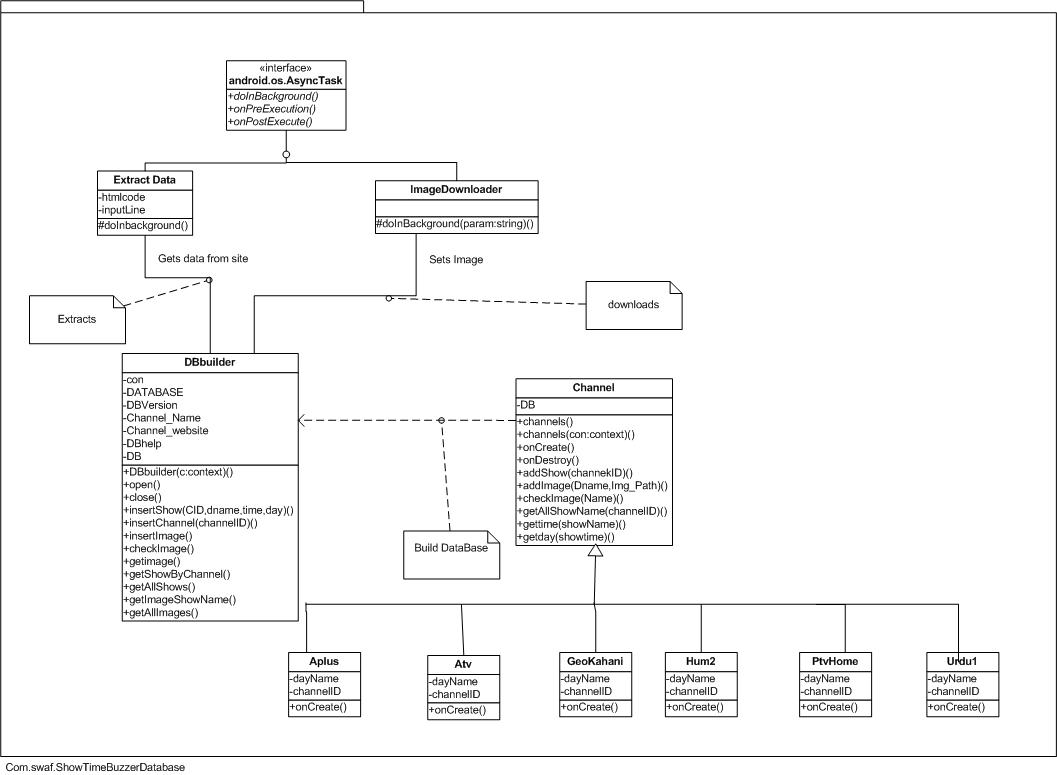 «interface»
android.os.AsyncTask
+doInBackground()
+onPreExecution()
+onPostExecute()
Extract Data
-htmlcode
-inputLine
#doInbackground()
ImageDownloader
#doInBackground(param:string)()
Gets data from site
Sets Image
Extracts
downloads
DBbuilder
-con
-DATABASE
-DBVersion
-Channel_Name
-Channel_website
-DBhelp
-DB
+DBbuilder(c:context)()
+open()
+close()
+insertShow(CID,dname,time,day)()
+insertChannel(channelID)()
+insertImage()
+checkImage()
+getimage()
+getShowByChannel()
+getAllShows()
+getImageShowName()
+getAllImages()
Channel
-DB
+channels()
+channels(con:context)()
+onCreate()
+onDestroy()
+addShow(channekID)()
+addImage(Dname,Img_Path)()
+checkImage(Name)()
+getAllShowName(channelID)()
+gettime(showName)()
+getday(showtime)()
Build DataBase
Aplus
-dayName
-channelID
+onCreate()
Atv
-dayName
-channelID
+onCreate()
GeoKahani
-dayName
-channelID
+onCreate()
Hum2
-dayName
-channelID
+onCreate()
PtvHome
-dayName
-channelID
+onCreate()
Urdu1
-dayName
-channelID
+onCreate()
Com.swaf.ShowTimeBuzzerDatabase